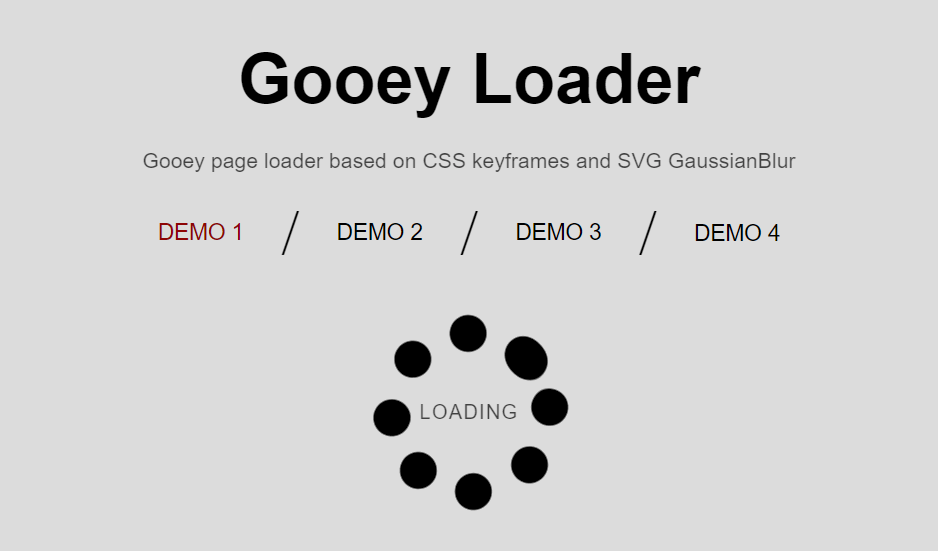 Gooey Loader
Gooey page loader based on CSS keyframes and SVG GaussianBlur
DEMO 1 / DEMO 2 / DEMO 3 / DEMO 4
LOADING